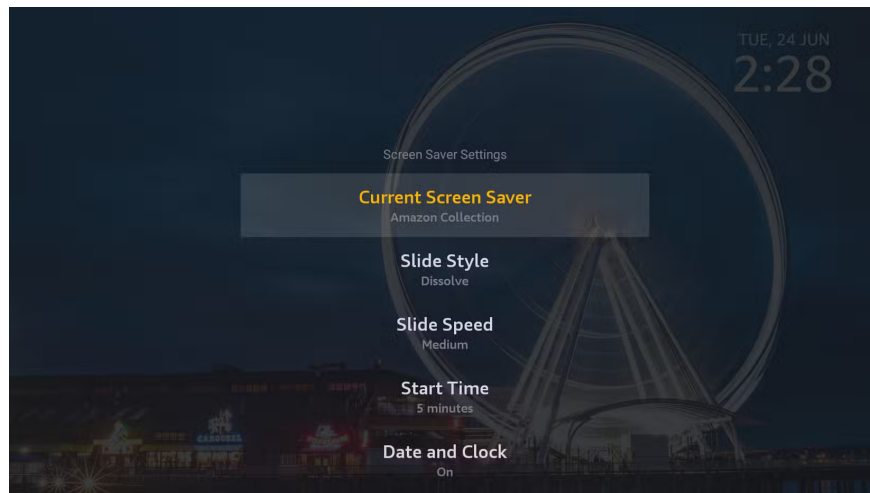 TUE, 24 JUN
2:28
Screen Saver Settings
Current Screen Saver
Amazon Collection
Slide Style
Dissolve
Slide Speed
Medium
Start Time
5 minutes
Date and Clock
On
CAROUSEL